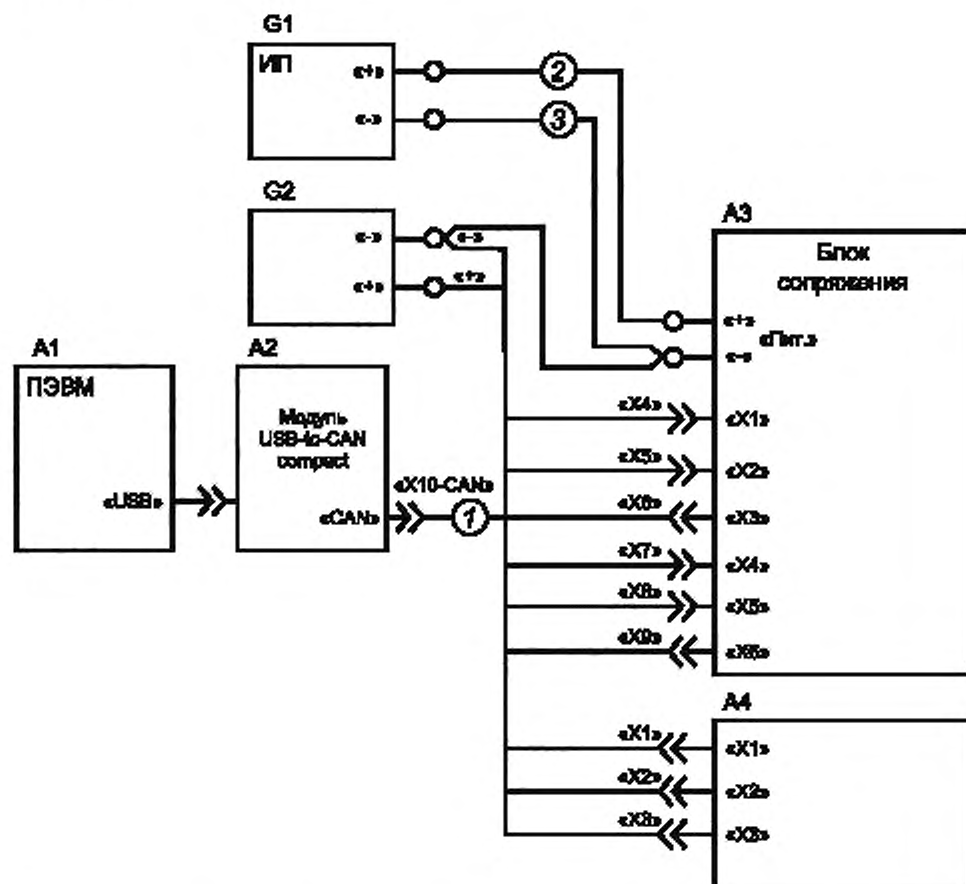 G1
ИП
«+»
2
«-»
3
G2
«-»
«-»
«+»
«+»
A3
Блок
сопряжения
«+»
«Пит.»
«-»
A1
ПЭВМ
«USB»
A2
Модуль
USB-to-CAN
compact
«CAN»
«X10-CAN»
1
«X4»
«X1»
«X5»
«X2»
«X6»
«X3»
«X7»
«X4»
«X8»
«X5»
«X9»
«X6»
A4
«X1»
«X1»
«X2»
«X2»
«X3»
«X3»